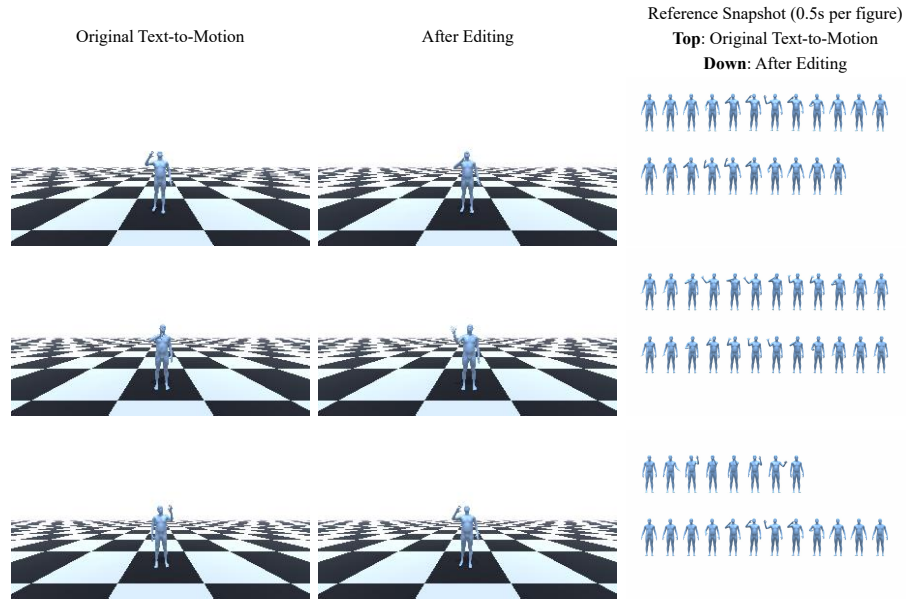 Original Text-to-Motion
After Editing
Reference Snapshot (0.5s per figure)
Top: Original Text-to-Motion
Down: After Editing